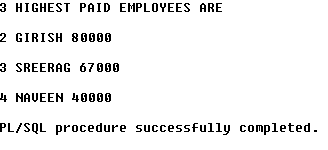 3 HIGHEST PAID EMPLOYEES ARE
2 GIRISH 80000
3 SREERAG 67000
4 NAVEEN 40000
PL/SQL procedure successfully completed.